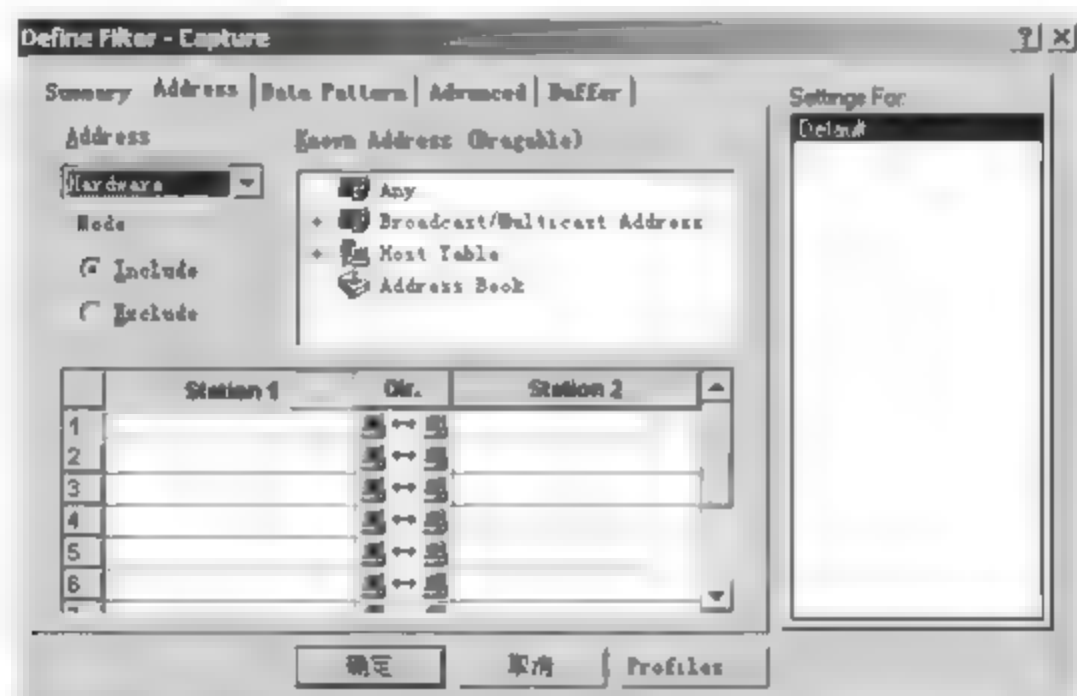 Define Filter - Capture
Summary Address Data Pattern Advanced Buffer
Address
Hardware
Mode
Include
Exclude
Known Address (Dragable)
Any
Broadcast/Multicast Address
Host Table
Address Book
Station 1 Dir. Station 2
1
2
3
4
5
6
Settings For:
Default
确定 取消 Profiles